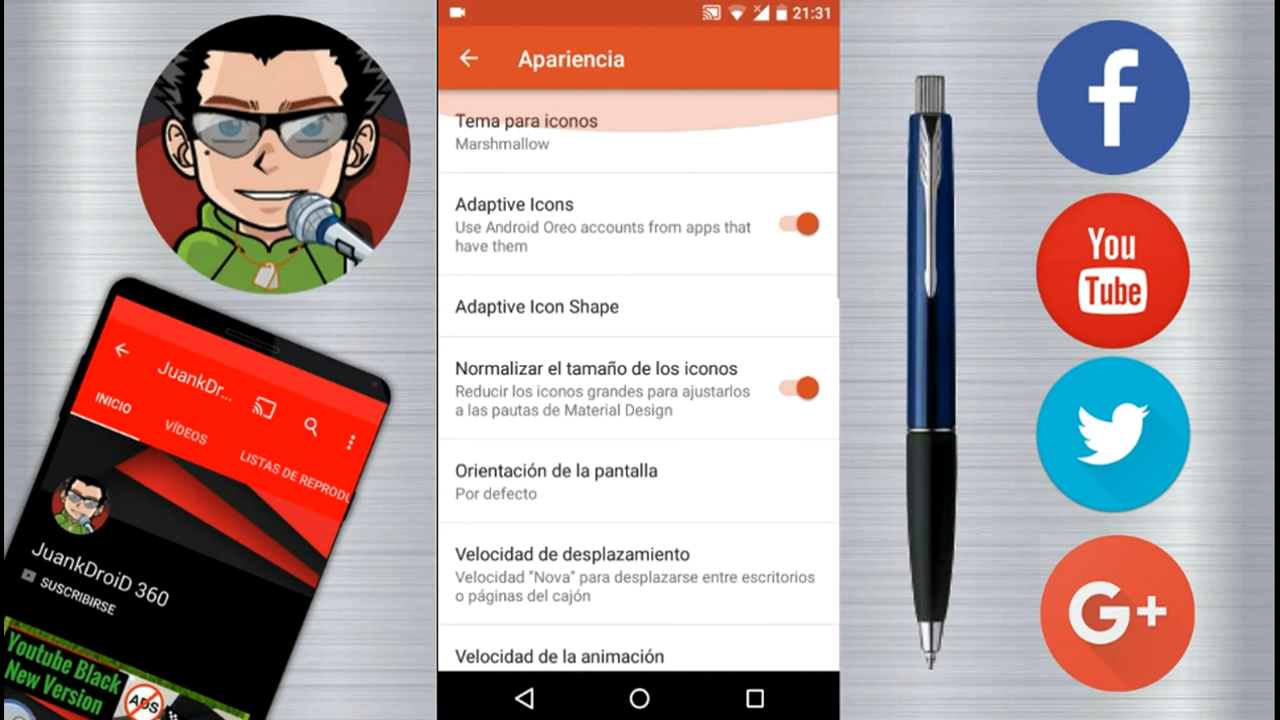 21:31
Apariencia
Tema para iconos
Marshmallow
Adaptive Icons
Use Android Oreo accounts from apps that
have them
Adaptive Icon Shape
Normalizar el tamaño de los iconos
Reducir los iconos grandes para ajustarlos
a las pautas de Material Design
Orientación de la pantalla
Por defecto
Velocidad de desplazamiento
Velocidad "Nova" para desplazarse entre escritorios
o páginas del cajón
Velocidad de la animación
JuankDr...
INICIO
VÍDEOS
LISTAS DE REPRODU
JuankDroiD 360
SUSCRIBIRSE
Youtube Black
New Version
ADS
f
You
Tube
G+